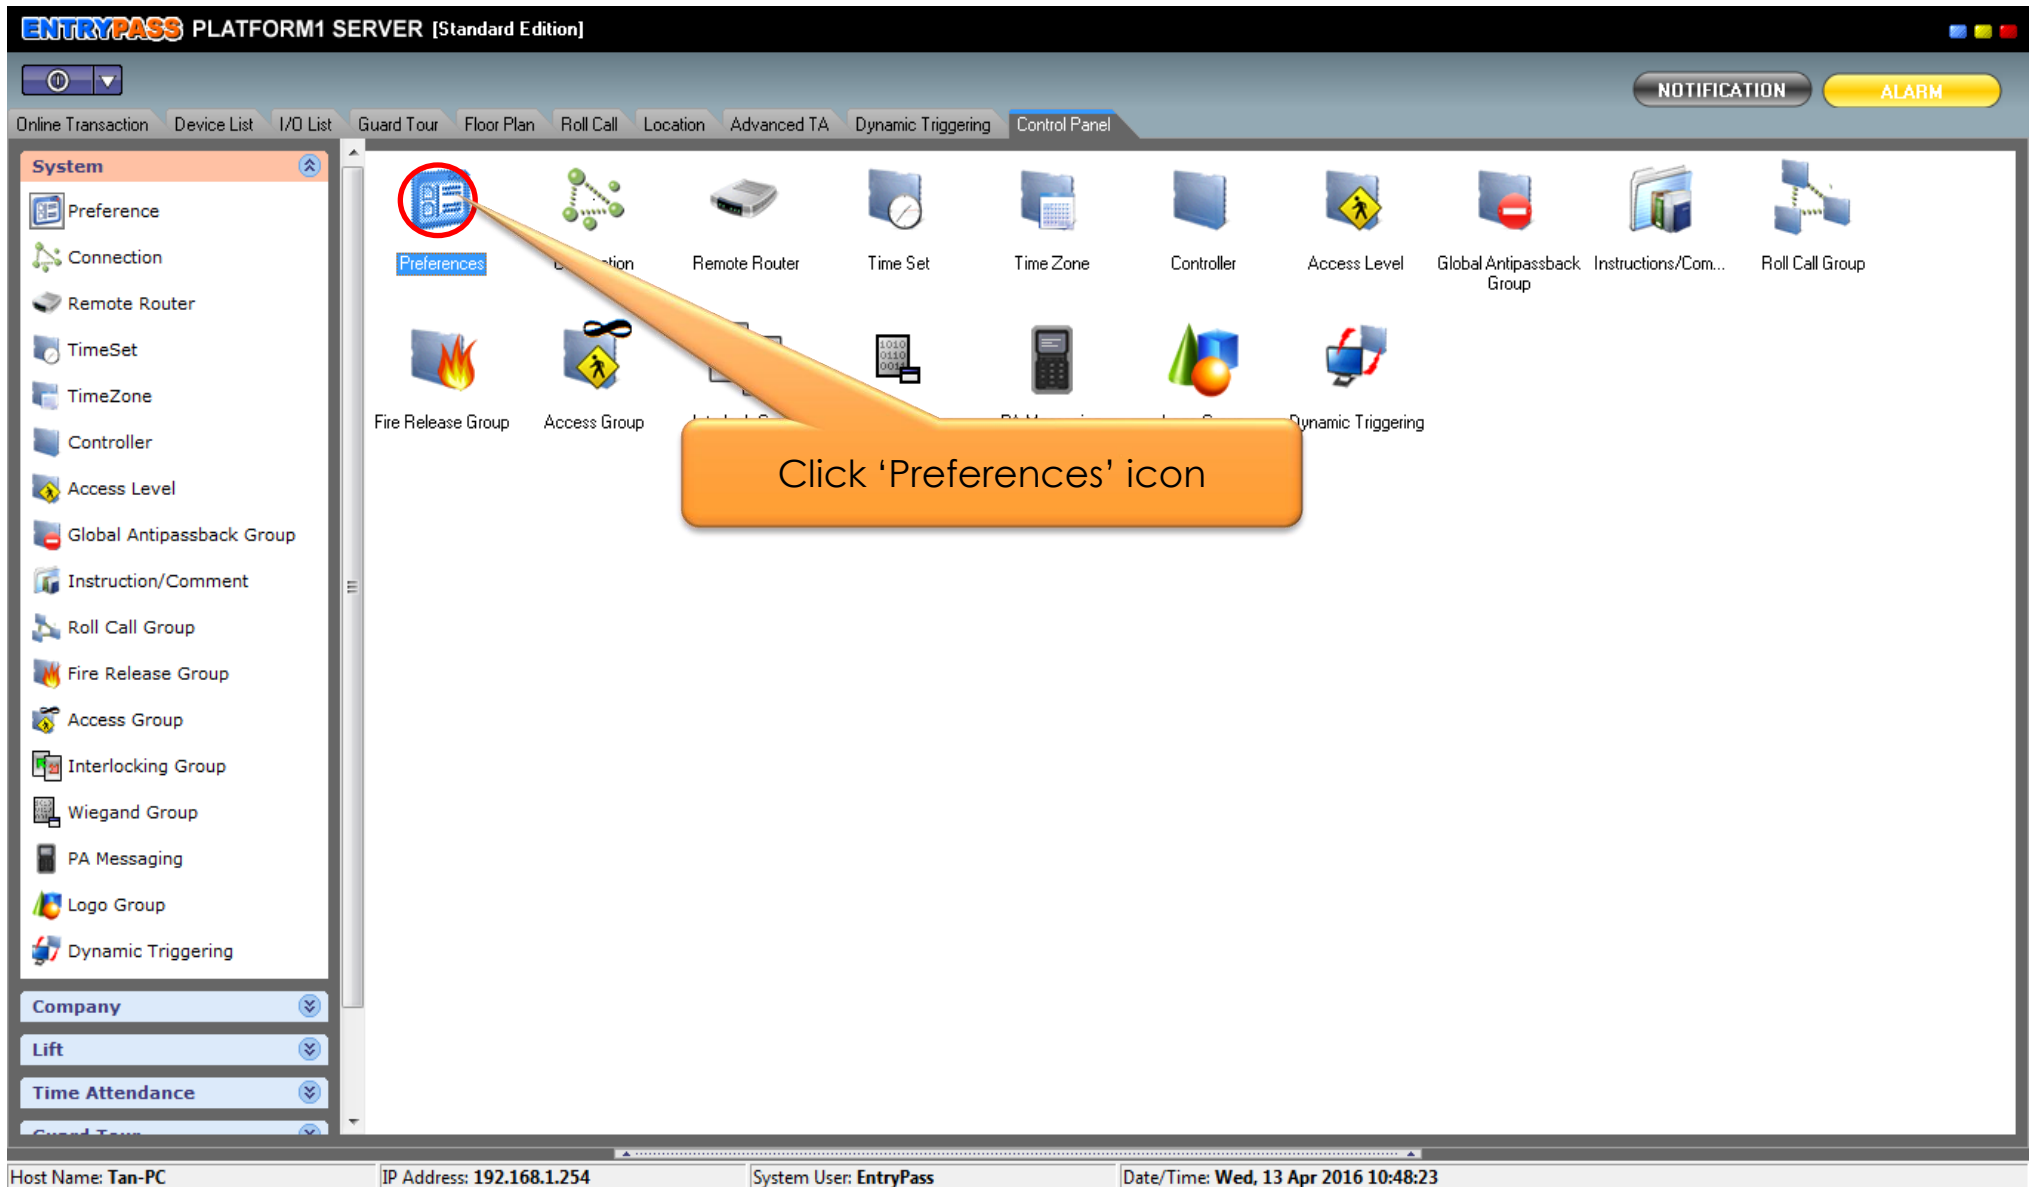 ENTRYPASS PLATFORM1 SERVER [Standard Edition]
NOTIFICATION
ALARM
Online Transaction
Device List
I/O List
Guard Tour
Floor Plan
Roll Call
Location
Advanced TA
Dynamic Triggering
Control Panel
System
Preference
Connection
Remote Router
TimeSet
TimeZone
Controller
Access Level
Global Antipassback Group
Instruction/Comment
Roll Call Group
Fire Release Group
Access Group
Interlocking Group
Wiegand Group
PA Messaging
Logo Group
Dynamic Triggering
Company
Lift
Time Attendance
Preferences
Remote Router
Time Set
Time Zone
Controller
Access Level
Global Antipassback
Group
Instructions/Com...
Roll Call Group
Fire Release Group
Access Group
Dynamic Triggering
Click ‘Preferences’ icon
Host Name: Tan-PC
IP Address: 192.168.1.254
System User: EntryPass
Date/Time: Wed, 13 Apr 2016 10:48:23